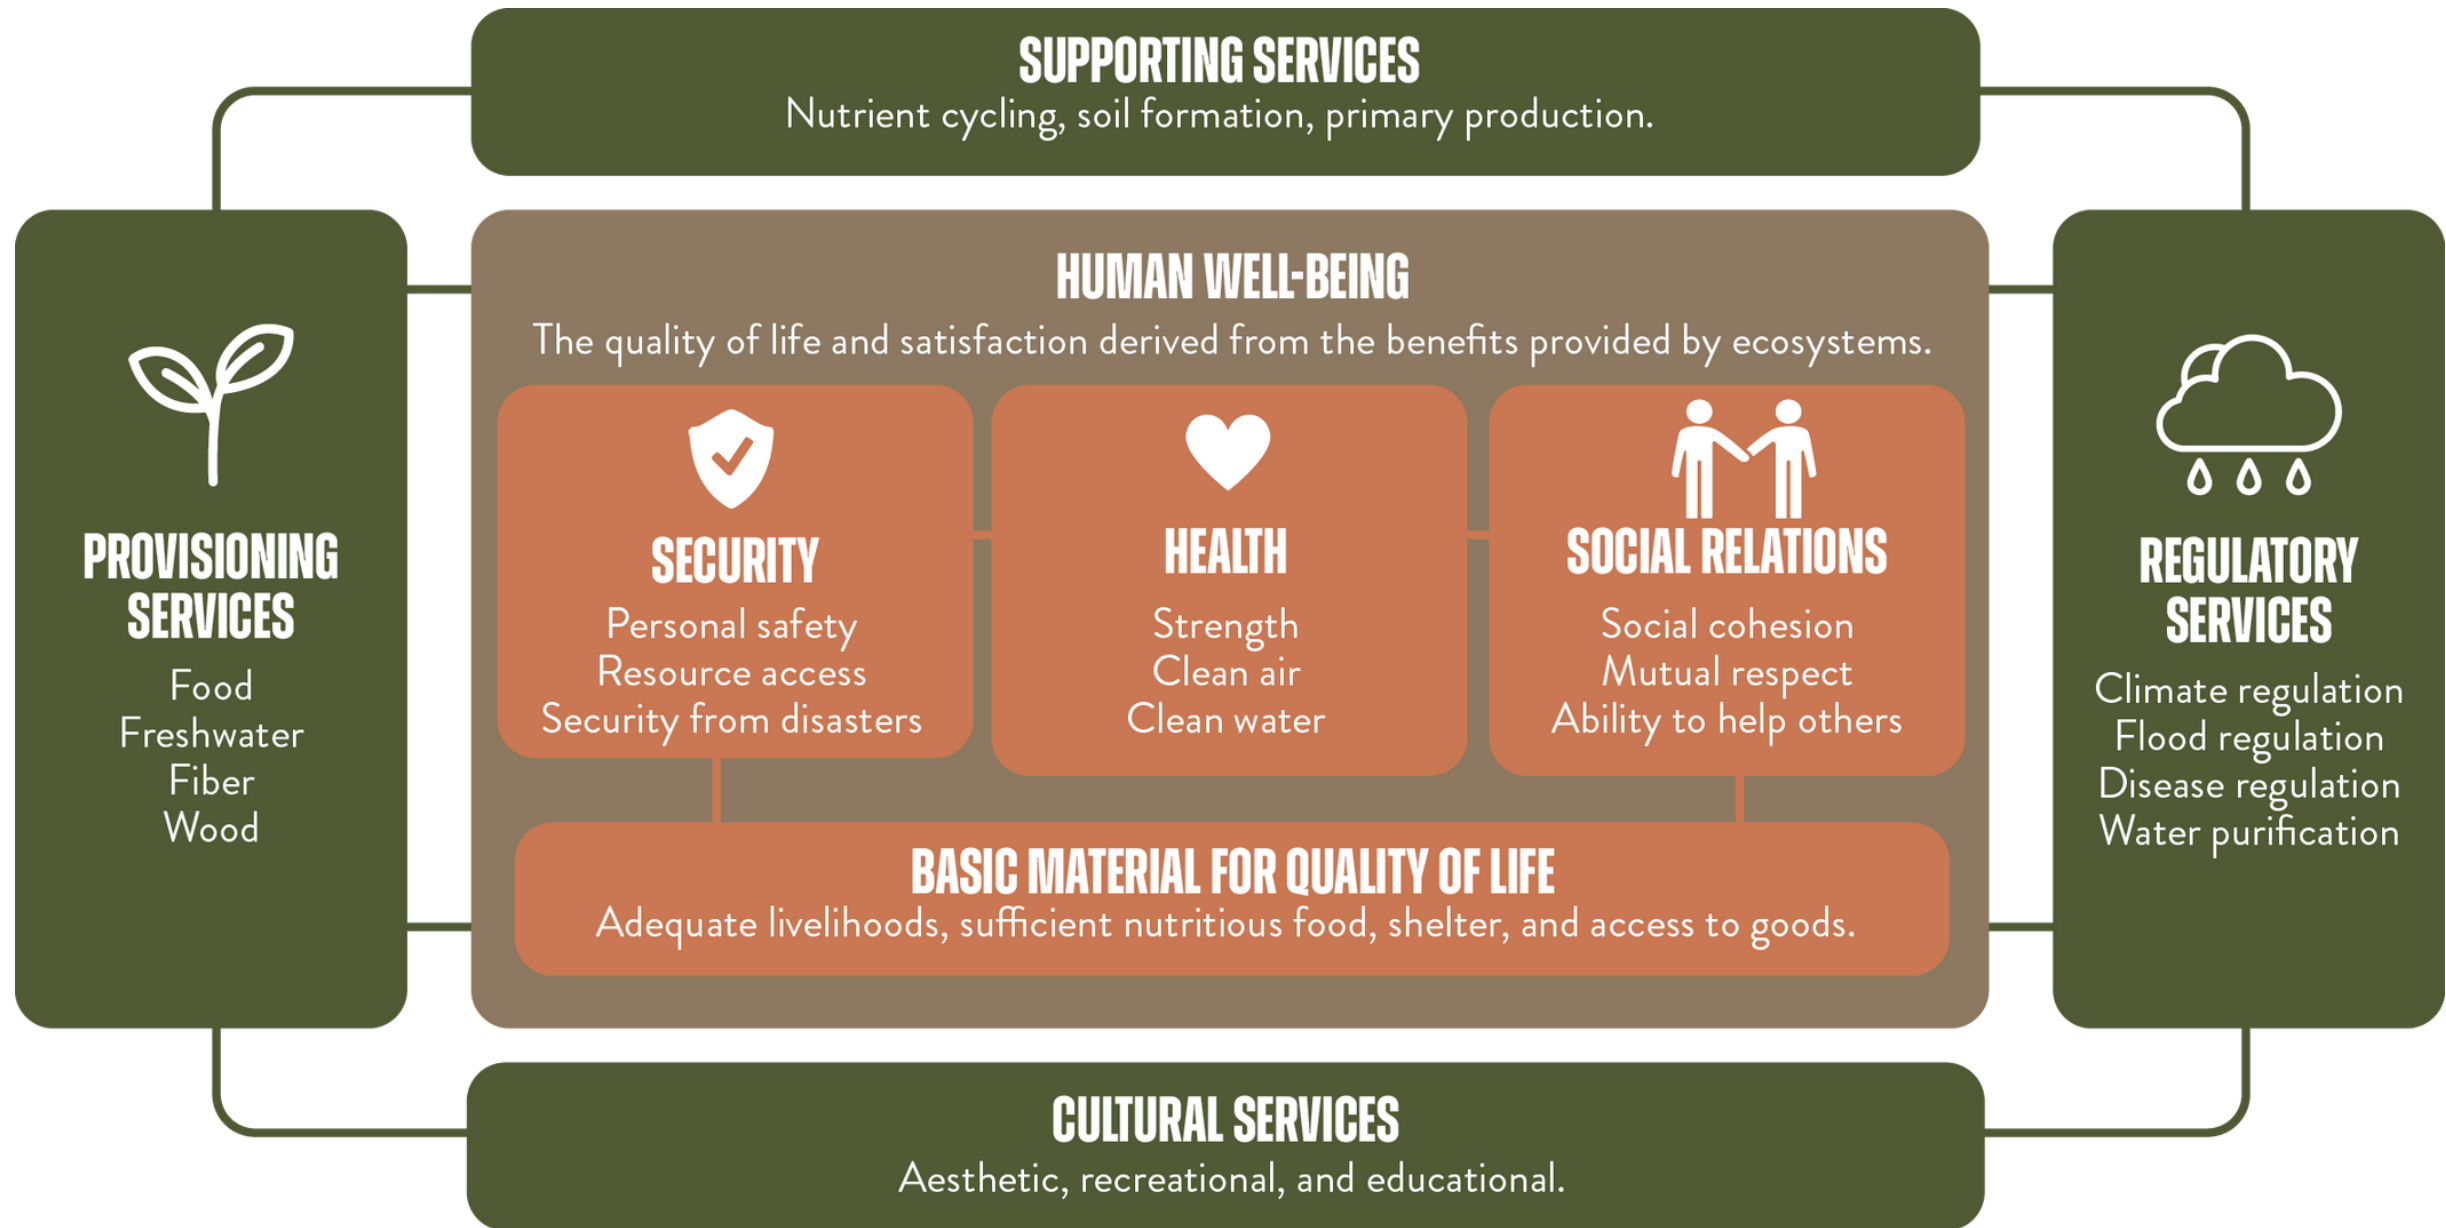 SUPPORTING SERVICES
Nutrient cycling, soil formation, primary production.
PROVISIONING
SERVICES
Food
Freshwater
Fiber
Wood
HUMAN WELL-BEING
The quality of life and satisfaction derived from the benefits provided by ecosystems.
SECURITY
Personal safety
Resource access
Security from disasters
HEALTH
Strength
Clean air
Clean water
SOCIAL RELATIONS
Social cohesion
Mutual respect
Ability to help others
BASIC MATERIAL FOR QUALITY OF LIFE
Adequate livelihoods, sufficient nutritious food, shelter, and access to goods.
REGULATORY
SERVICES
Climate regulation
Flood regulation
Disease regulation
Water purification
CULTURAL SERVICES
Aesthetic, recreational, and educational.